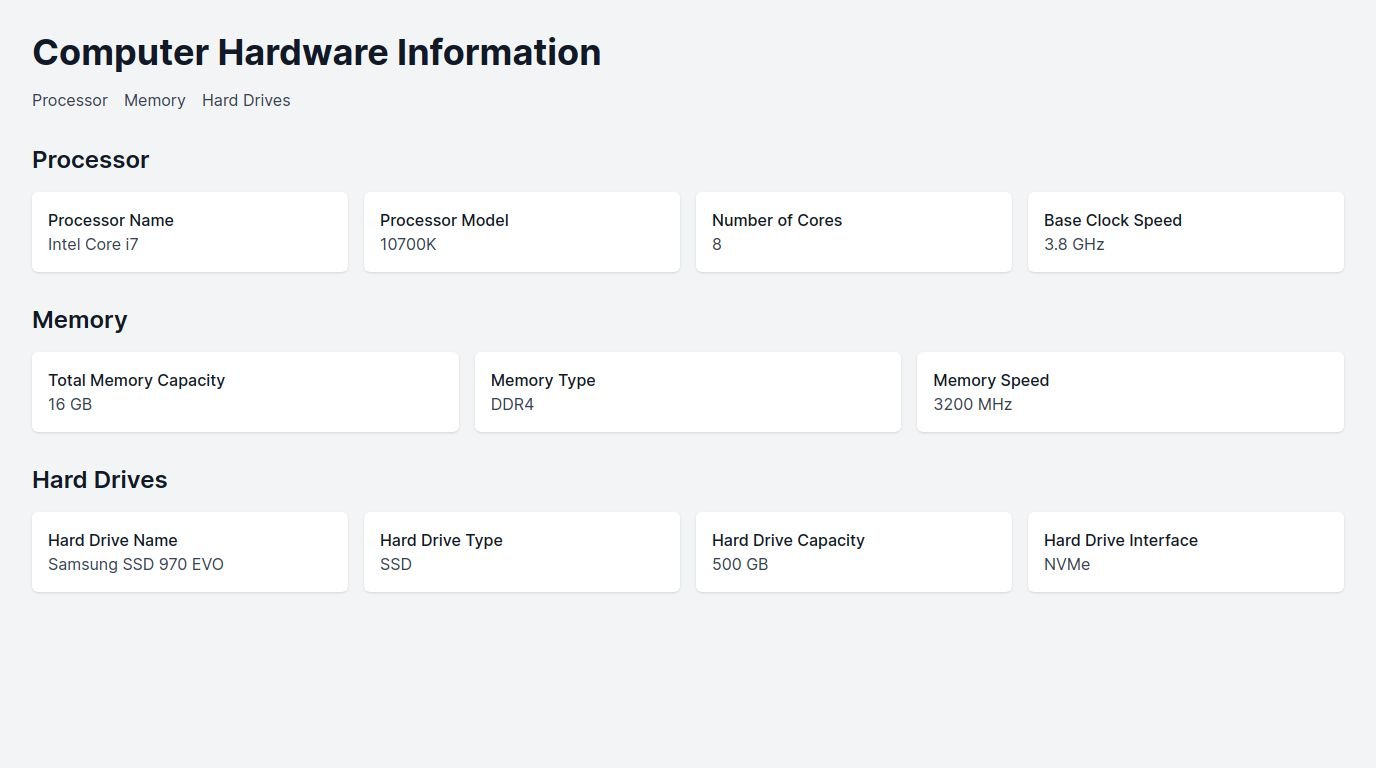 Computer Hardware Information
Processor Memory Hard Drives
Processor
Processor Name
Intel Core i7
Processor Model
10700K
Number of Cores
8
Base Clock Speed
3.8 GHz
Memory
Total Memory Capacity
16 GB
Memory Type
DDR4
Memory Speed
3200 MHz
Hard Drives
Hard Drive Name
Samsung SSD 970 EVO
Hard Drive Type
SSD
Hard Drive Capacity
500 GB
Hard Drive Interface
NVMe